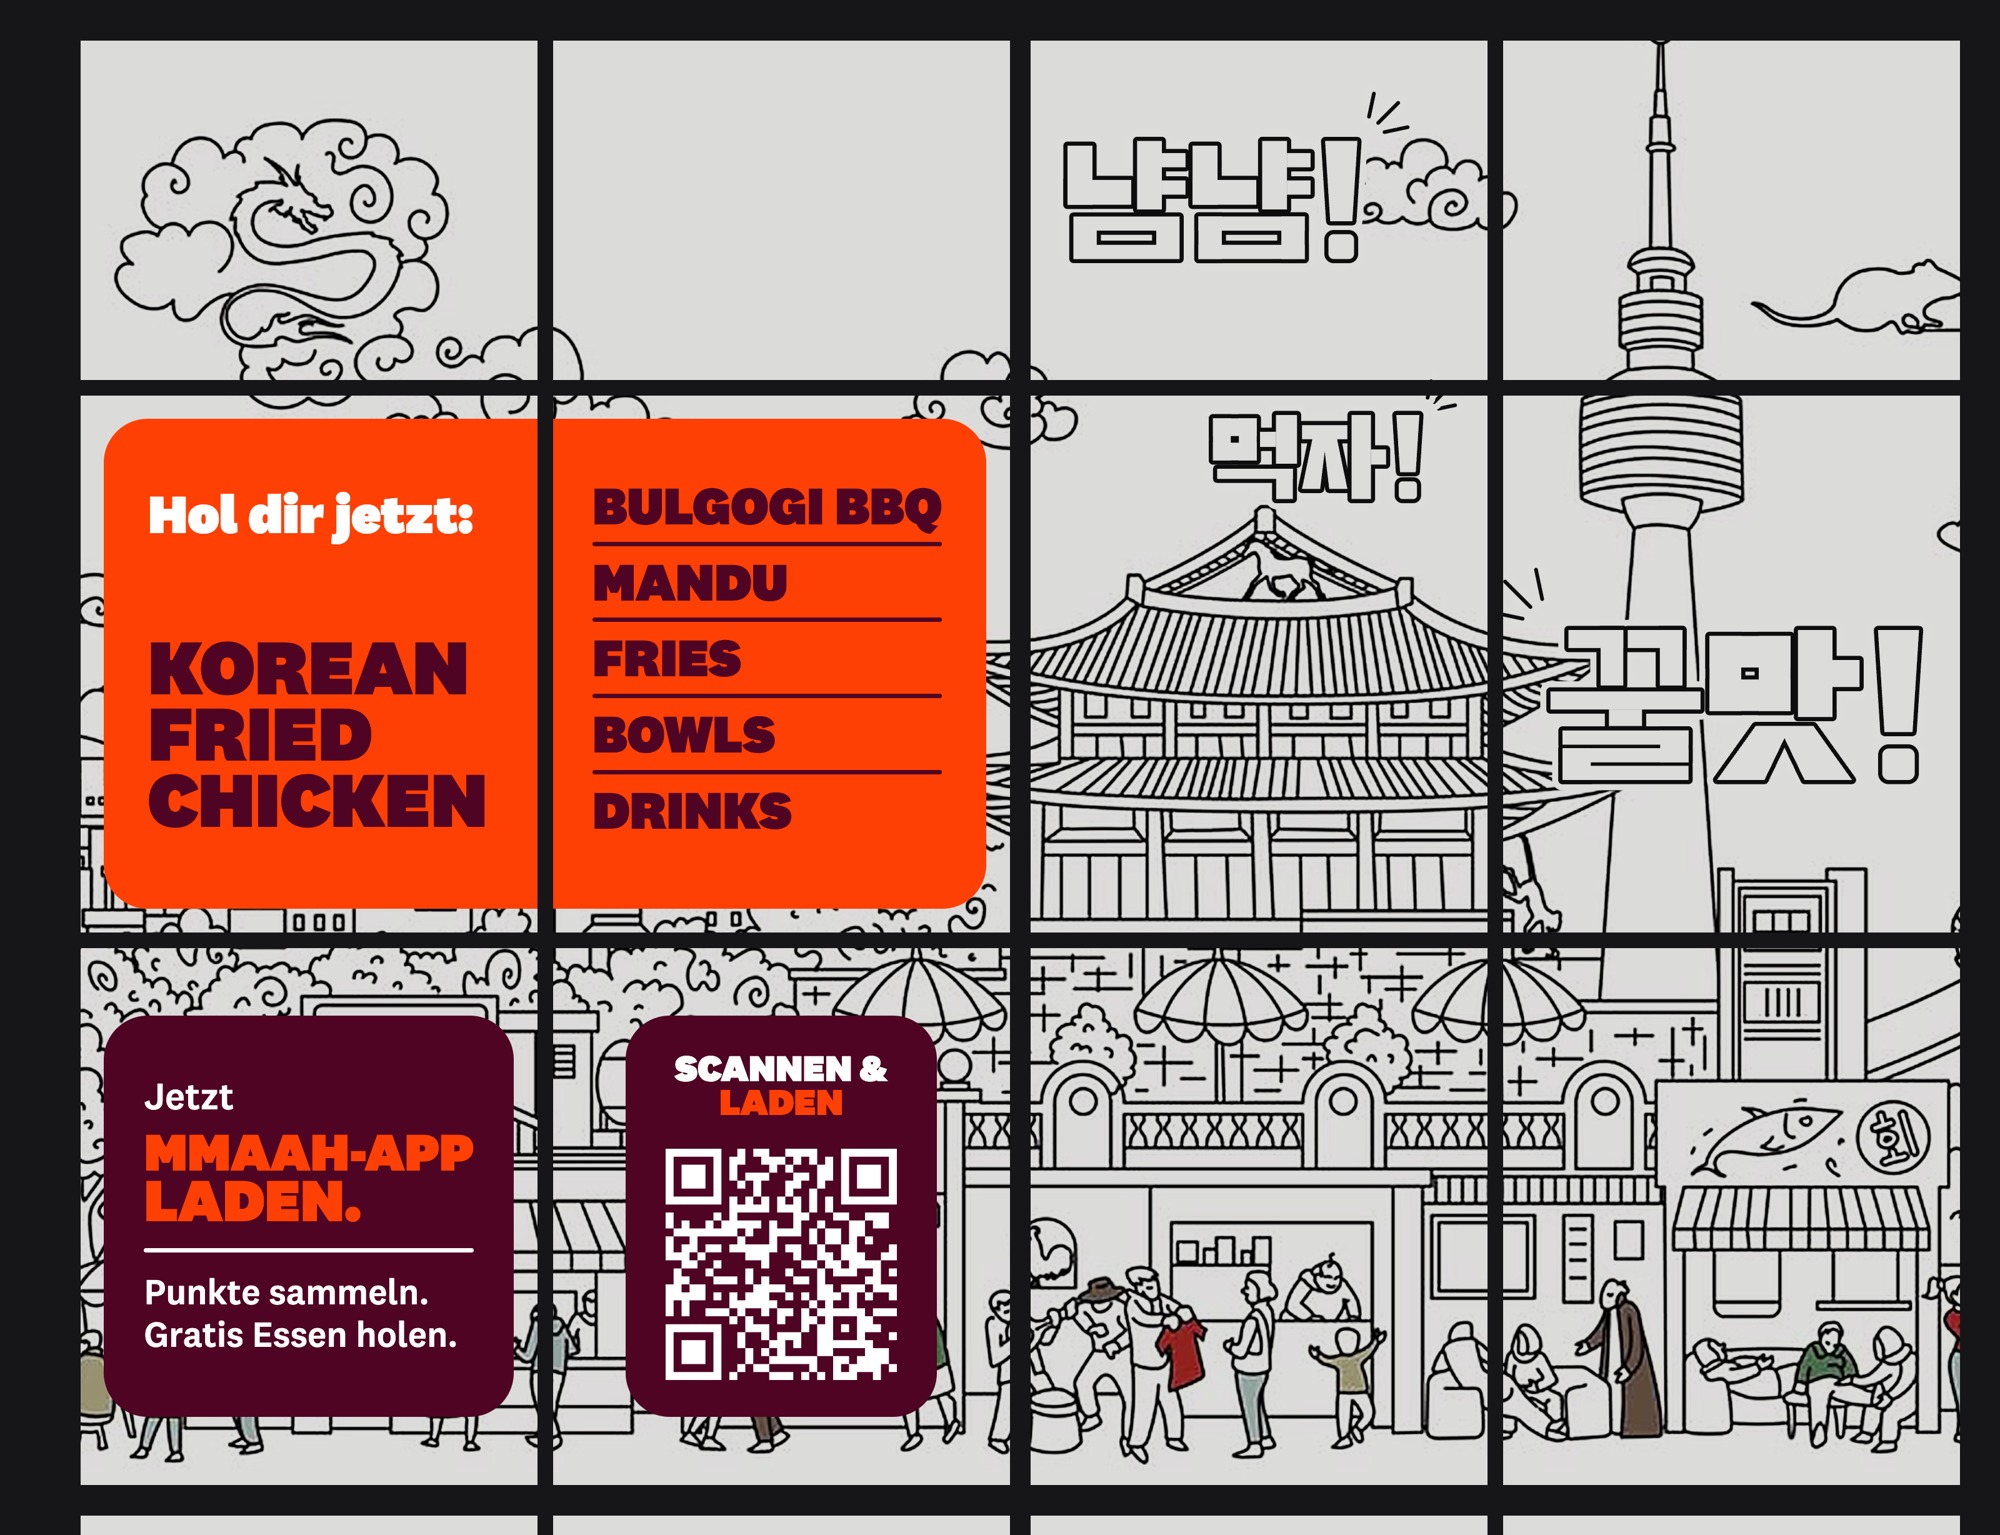 냠냠!
먹자!
Hol dir jetzt:
KOREAN
FRIED
CHICKEN
BULGOGI BBQ
MANDU
FRIES
BOWLS
DRINKS
꿀맛!
Jetzt
MMAAH-APP
LADEN.
Punkte sammeln.
Gratis Essen holen.
SCANNEN &
LADEN
회